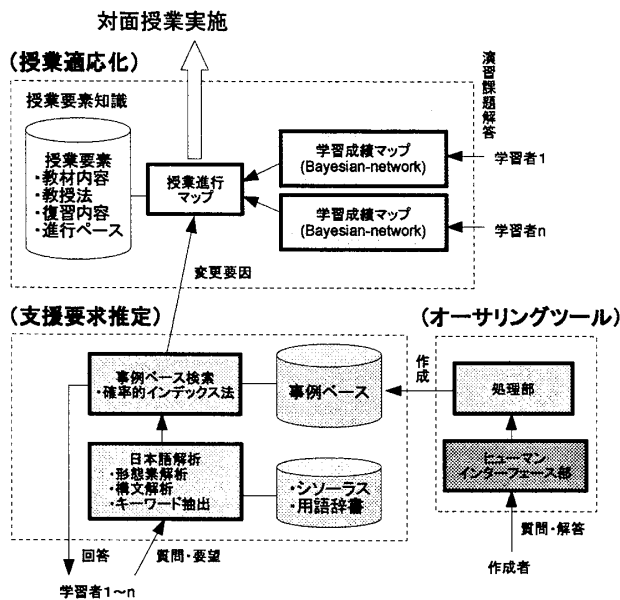 対面授業実施
(授業適応化)
演習課題解答
授業要素知識
授業要素
・教材内容
・教授法
・復習内容
・進行ペース
授業進行
マップ
学習成績マップ
(Bayesian-network)
学習者1
学習成績マップ
(Bayesian-network)
学習者n
変更要因
(支援要求推定)
(オーサリングツール)
事例ベース検索
・確率的インデックス法
事例ベース
作成
処理部
日本語解析
・形態素解析
・構文解析
・キーワード抽出
・シソーラス
・用語辞書
ヒューマン
インターフェース部
回答
質問・要望
質問・解答
学習者1～n
作成者